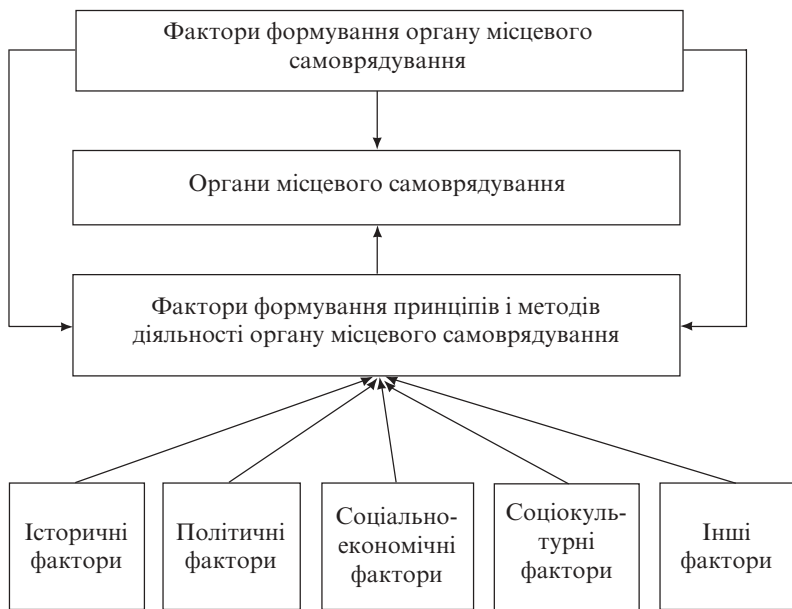 Фактори формування органу місцевого
самоврядування
Органи місцевого самоврядування
Фактори формування принціпів і методів
діяльності органу місцевого самоврядування
Історичні
фактори
Політичні
фактори
Соціально-
економічні
фактори
Соціокуль-
турні
фактори
Інші
фактори